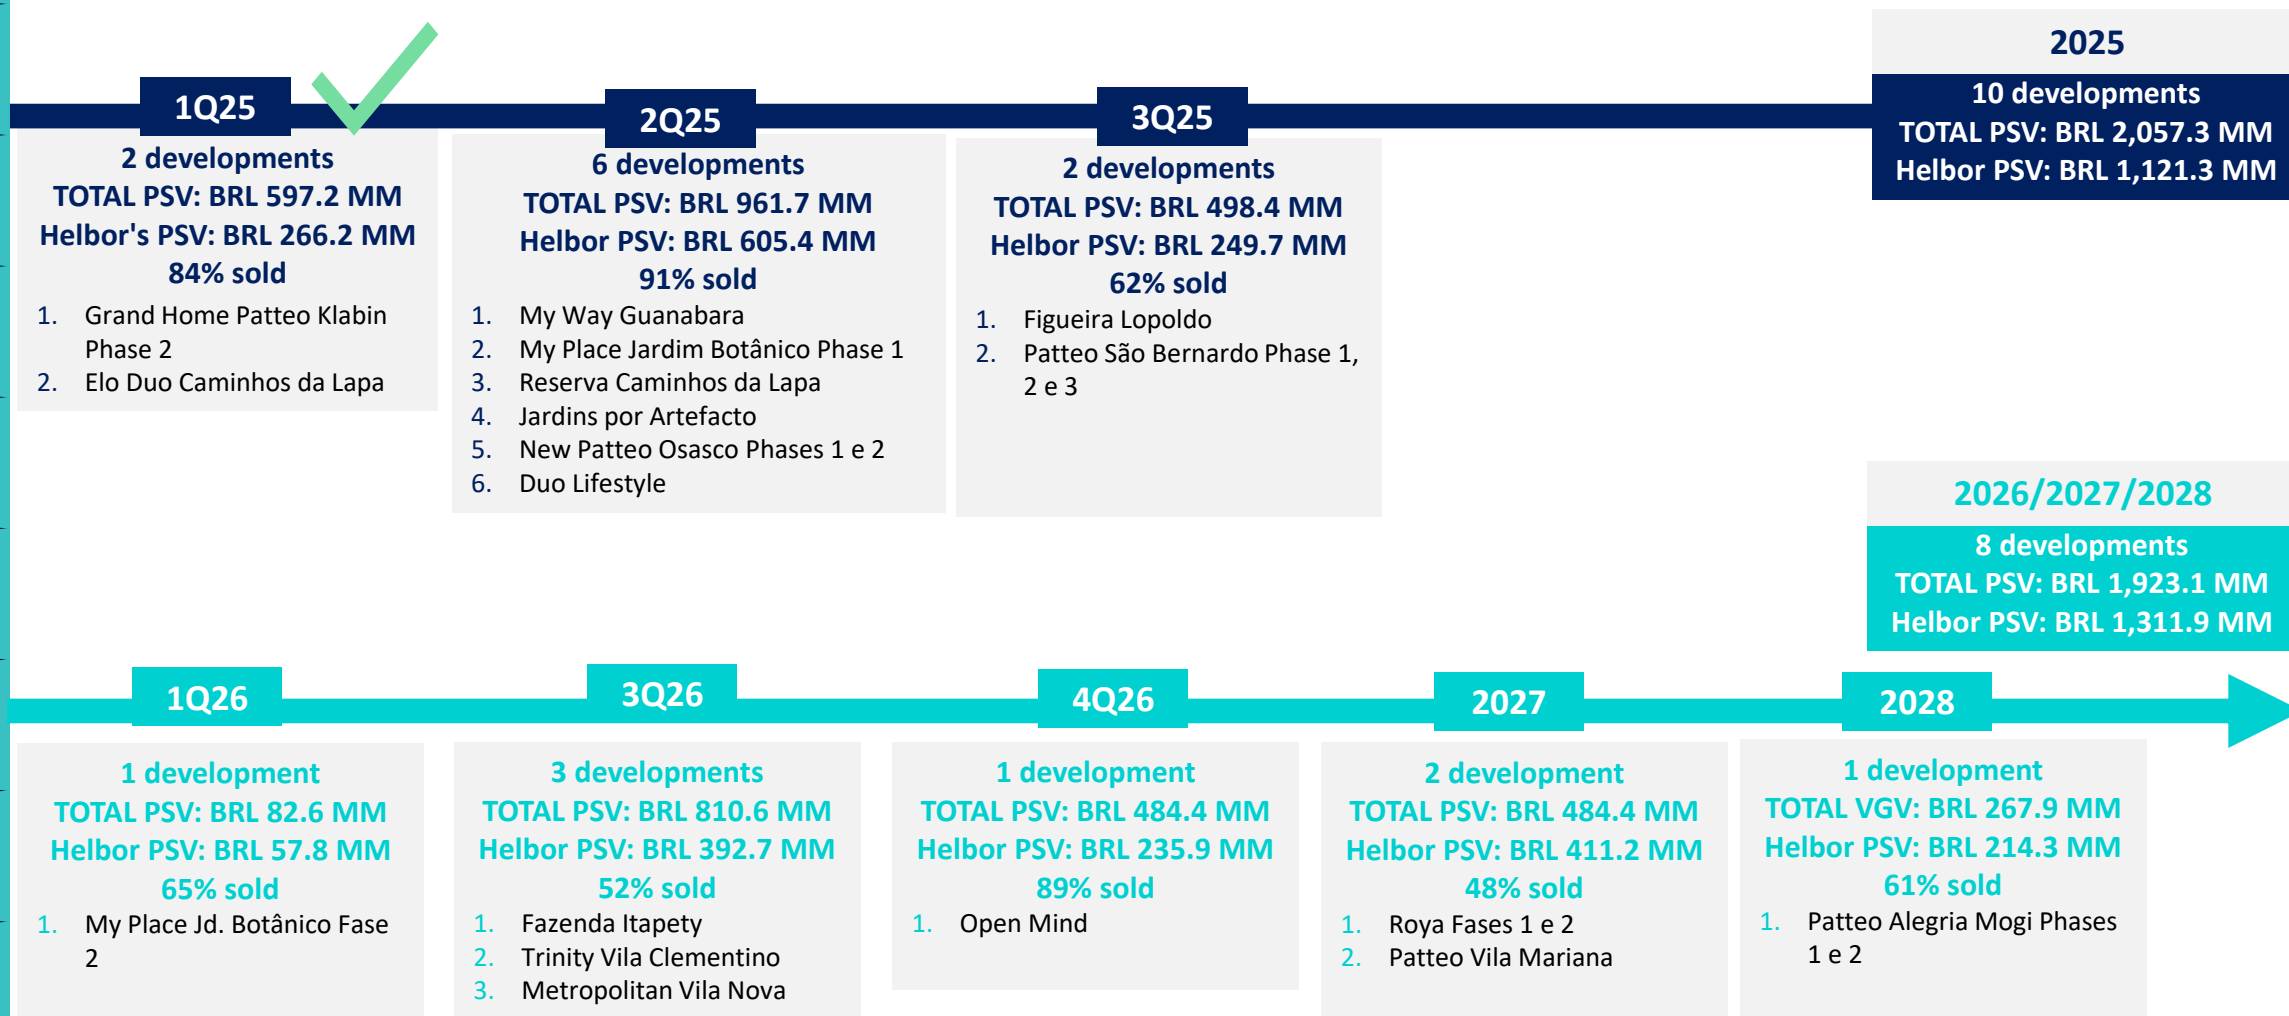 2025
10 developments
TOTAL PSV: BRL 2,057.3 MM
Helbor PSV: BRL 1,121.3 MM
1Q25
2 developments
TOTAL PSV: BRL 597.2 MM
Helbor's PSV: BRL 266.2 MM
84% sold
1. Grand Home Patteo Klabin
Phase 2
2. Elo Duo Caminhos da Lapa
2Q25
6 developments
TOTAL PSV: BRL 961.7 MM
Helbor PSV: BRL 605.4 MM
91% sold
1. My Way Guanabara
2. My Place Jardim Botânico Phase 1
3. Reserva Caminhos da Lapa
4. Jardins por Artefacto
5. New Patteo Osasco Phases 1 e 2
6. Duo Lifestyle
3Q25
2 developments
TOTAL PSV: BRL 498.4 MM
Helbor PSV: BRL 249.7 MM
62% sold
1. Figueira Lopoldo
2. Patteo São Bernardo Phase 1,
2 e 3
2026/2027/2028
8 developments
TOTAL PSV: BRL 1,923.1 MM
Helbor PSV: BRL 1,311.9 MM
1Q26
1 development
TOTAL PSV: BRL 82.6 MM
Helbor PSV: BRL 57.8 MM
65% sold
1. My Place Jd. Botânico Fase
2
3Q26
3 developments
TOTAL PSV: BRL 810.6 MM
Helbor PSV: BRL 392.7 MM
52% sold
1. Fazenda Itapety
2. Trinity Vila Clementino
3. Metropolitan Vila Nova
4Q26
1 development
TOTAL PSV: BRL 484.4 MM
Helbor PSV: BRL 235.9 MM
89% sold
1. Open Mind
2027
2 development
TOTAL PSV: BRL 484.4 MM
Helbor PSV: BRL 411.2 MM
48% sold
1. Roya Fases 1 e 2
2. Patteo Vila Mariana
2028
1 development
TOTAL VGV: BRL 267.9 MM
Helbor PSV: BRL 214.3 MM
61% sold
1. Patteo Alegria Mogi Phases
1 e 2